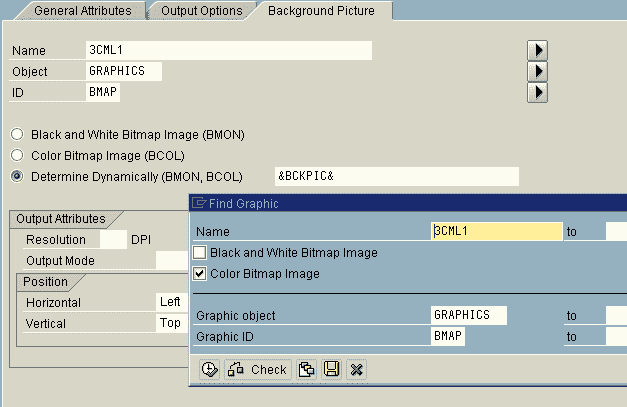 General Attributes Output Options Background Picture
Name 3CML1
Object GRAPHICS
ID BMAP
Black and White Bitmap Image (BMON)
Color Bitmap Image (BCOL)
Determine Dynamically (BMON, BCOL) &BCKPIC&
Output Attributes
Resolution DPI
Output Mode
Position
Horizontal Left
Vertical Top
Find Graphic
Name 3CML1 to
Black and White Bitmap Image
Color Bitmap Image
Graphic object GRAPHICS to
Graphic ID BMAP to
Check